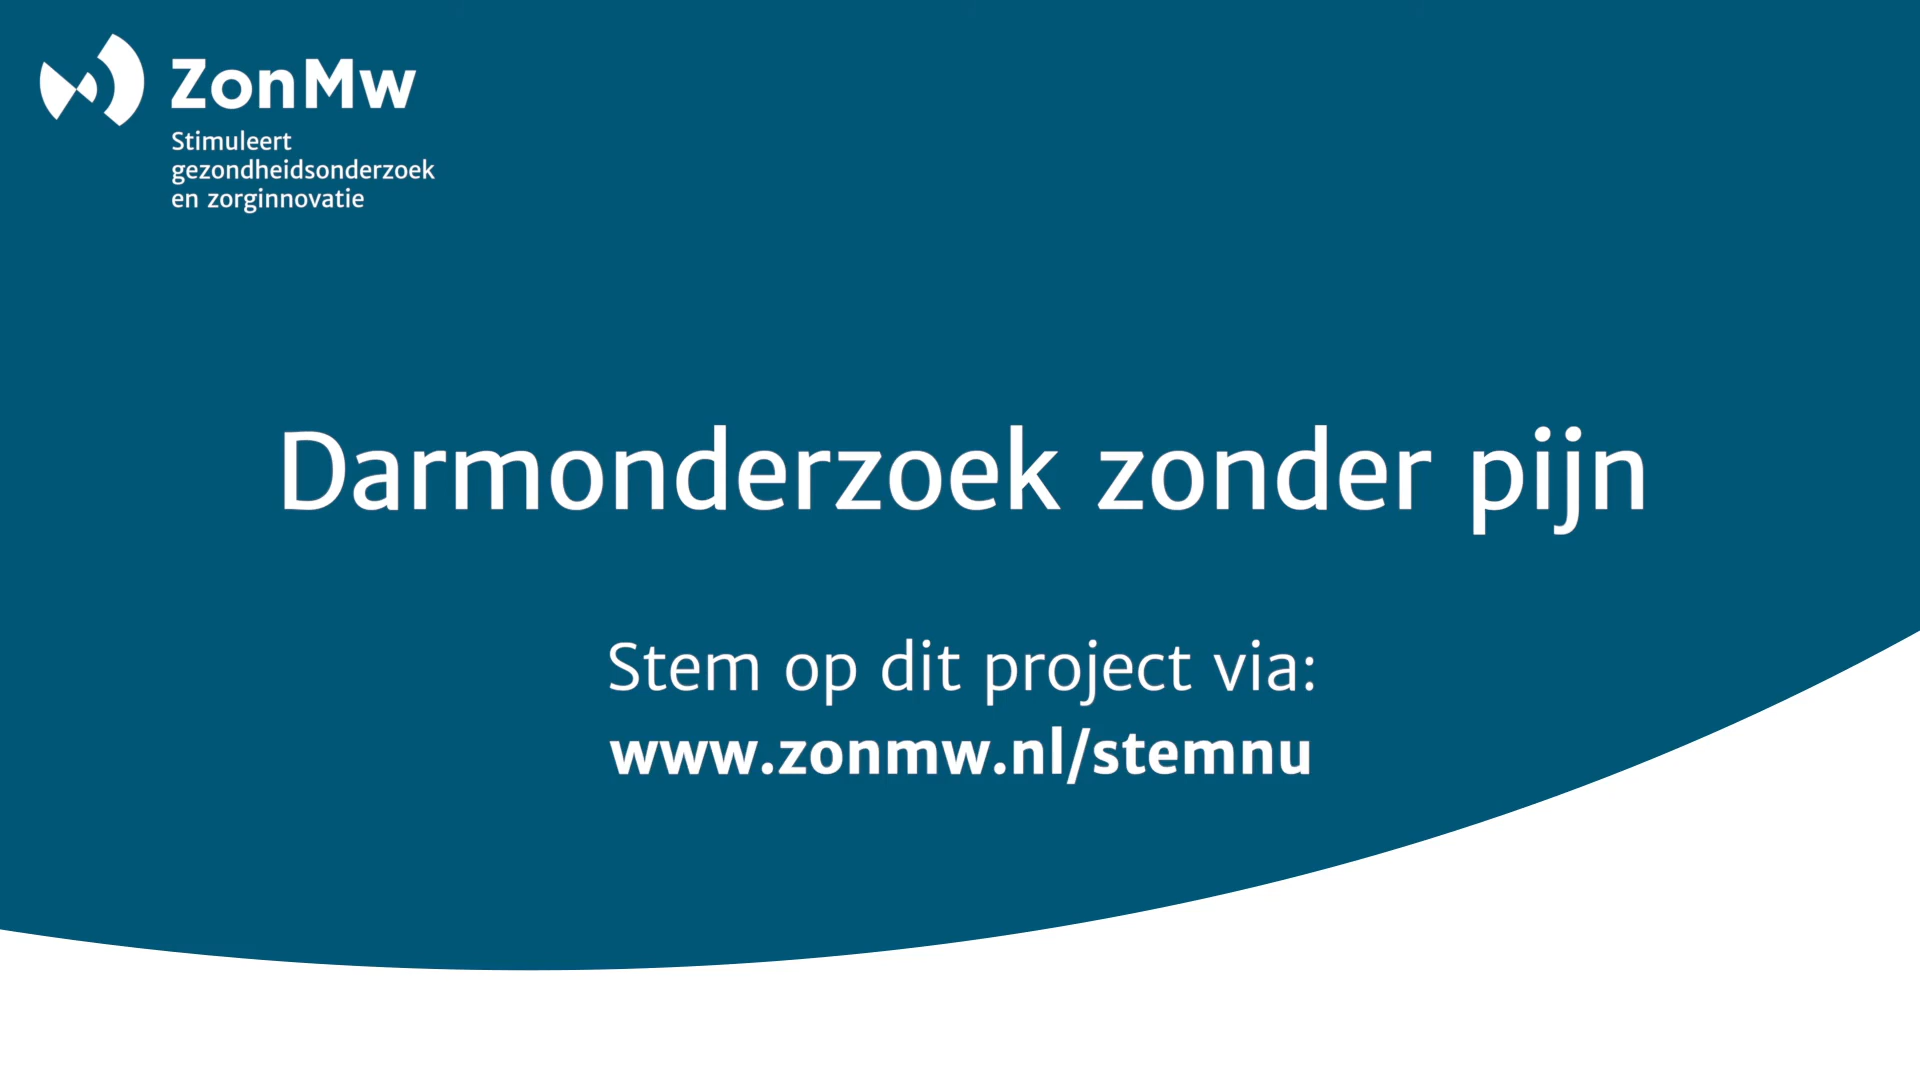 ZonMw
Stimuleert
gezondheidsonderzoek
en zorginnovatie
Darmonderzoek zonder pijn
Stem op dit project via:
www.zonmw.nl/stemnu